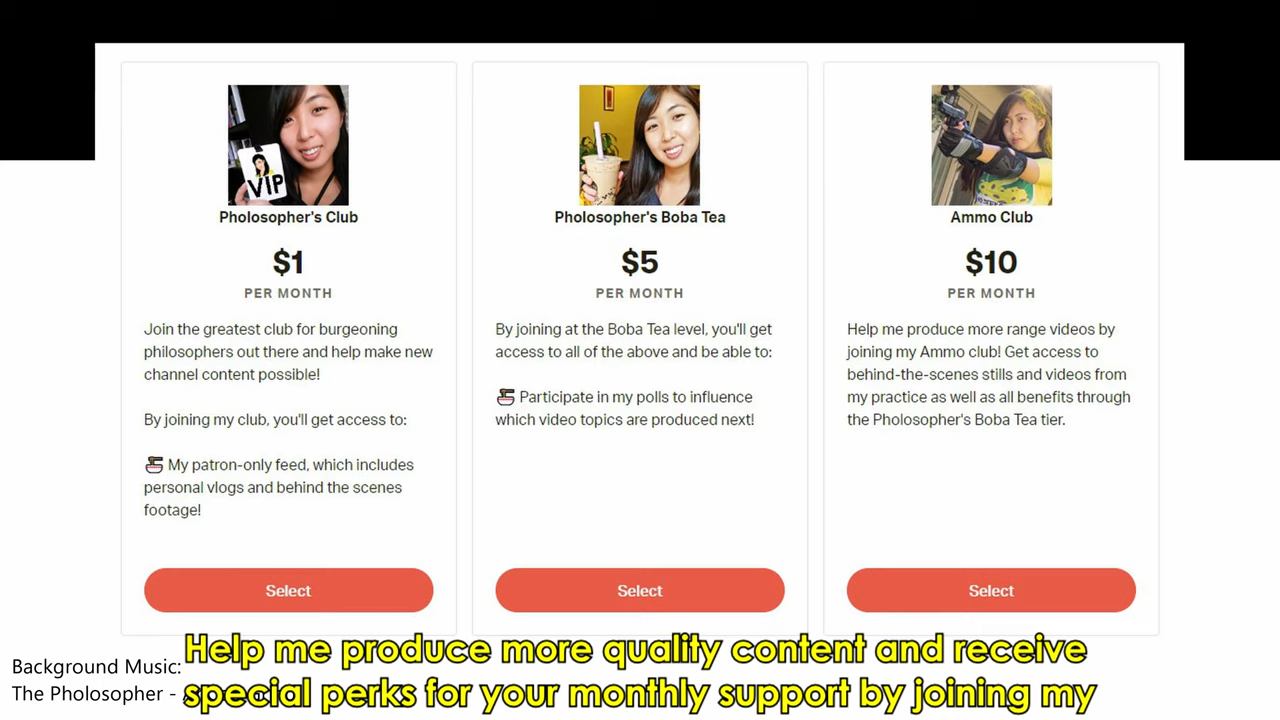 VIP
Pholosopher's Club
$1
PER MONTH
Join the greatest club for burgeoning
philosophers out there and help make new
channel content possible!
By joining my club, you'll get access to:
My patron-only feed, which includes
personal vlogs and behind the scenes
footage!
Select
Pholosopher's Boba Tea
$5
PER MONTH
By joining at the Boba Tea level, you'll get
access to all of the above and be able to:
Participate in my polls to influence
which video topics are produced next!
Select
Ammo Club
$10
PER MONTH
Help me produce more range videos by
joining my Ammo club! Get access to
behind-the-scenes stills and videos from
my practice as well as all benefits through
the Pholosopher's Boba Tea tier.
Select
Background Music:
The Pholosopher -
Help me produce more quality content and receive
special perks for your monthly support by joining my